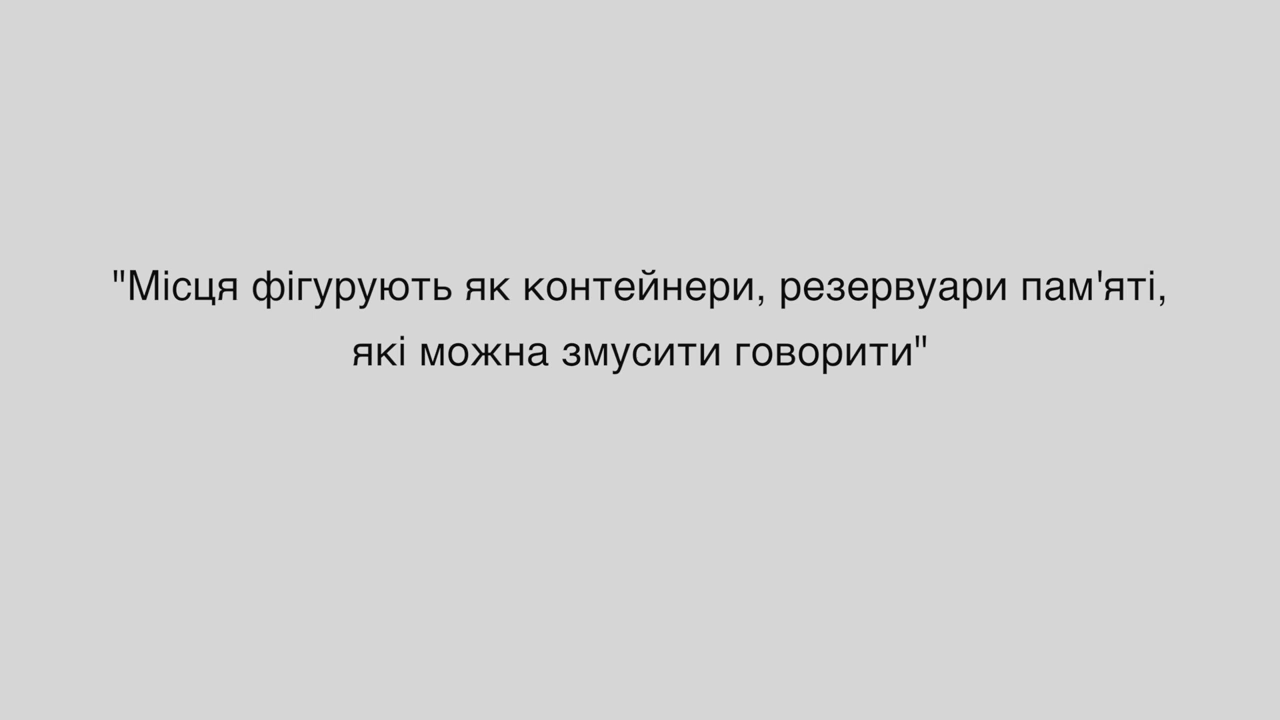 "Місця фігурують як контейнери, резервуари пам'яті,
які можна змусити говорити"